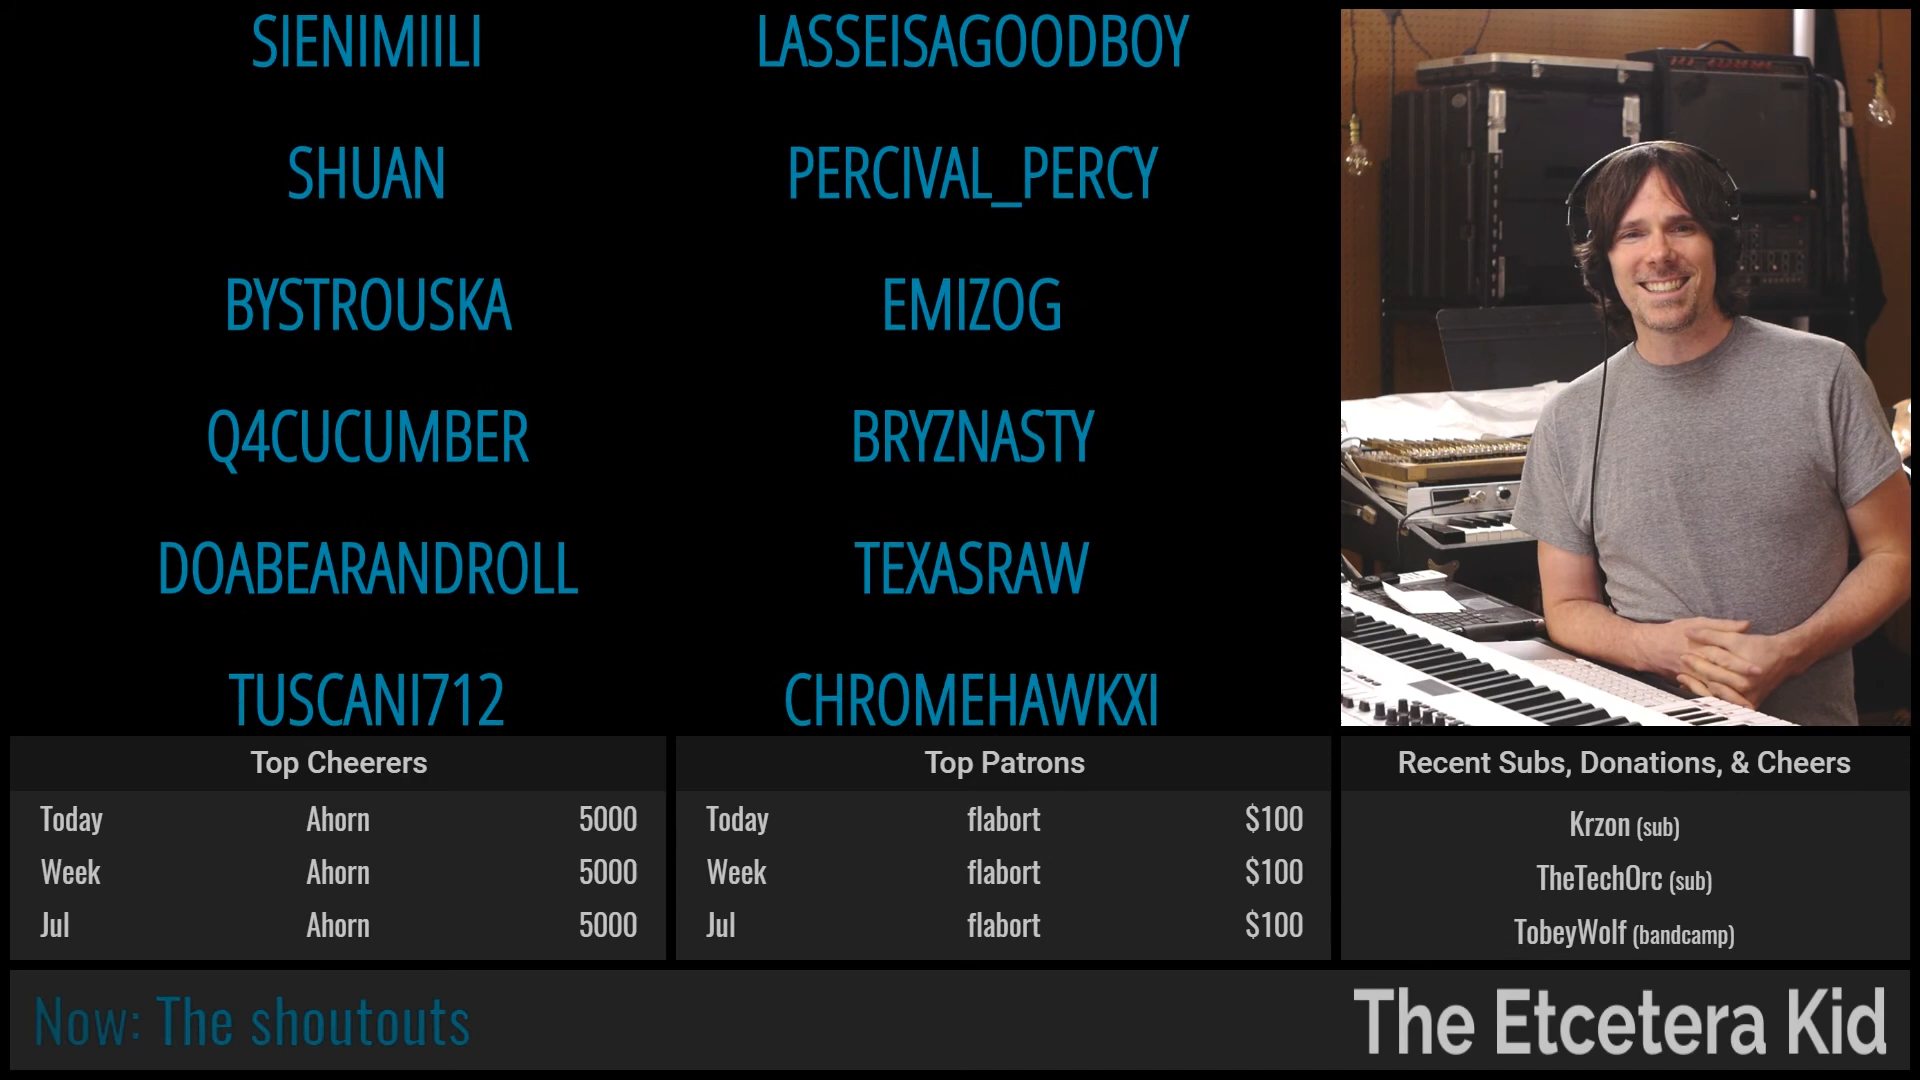 SIENIMIILI LASSEISAGOODBOY
SHUAN PERCIVAL_PERCY
BYSTROUSKA EMIZOG
Q4CUCUMBER BRYZNASTY
DOABEARANDROLL TEXASRAW
TUSCANI712 CHROMEHAWKXI
Top Cheerers
Today Ahorn 5000
Week Ahorn 5000
Jul Ahorn 5000
Top Patrons
Today flabort $100
Week flabort $100
Jul flabort $100
Recent Subs, Donations, & Cheers
Krzon (sub)
TheTechOrc (sub)
TobeyWolf (bandcamp)
Now: The shoutouts
The Etcetera Kid